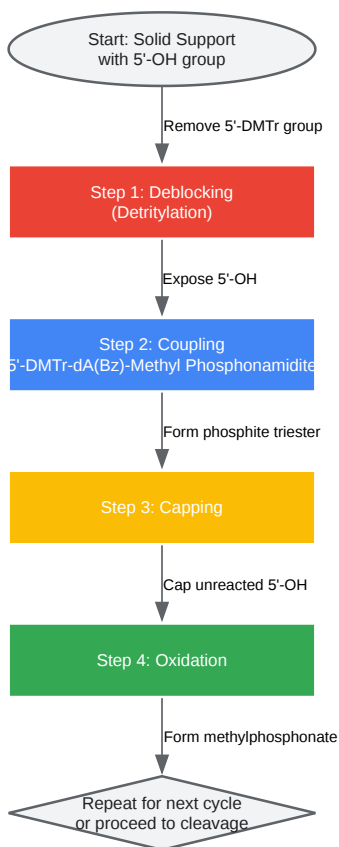 Start: Solid Support
with 5'-OH group
Remove 5'-DMTr group
Step 1: Deblocking
(Detritylation)
Expose 5'-OH
Step 2: Coupling
5'-DMTr-dA(Bz)-Methyl Phosphonamidite
Form phosphite triester
Step 3: Capping
Cap unreacted 5'-OH
Step 4: Oxidation
Form methylphosphonate
Repeat for next cycle
or proceed to cleavage